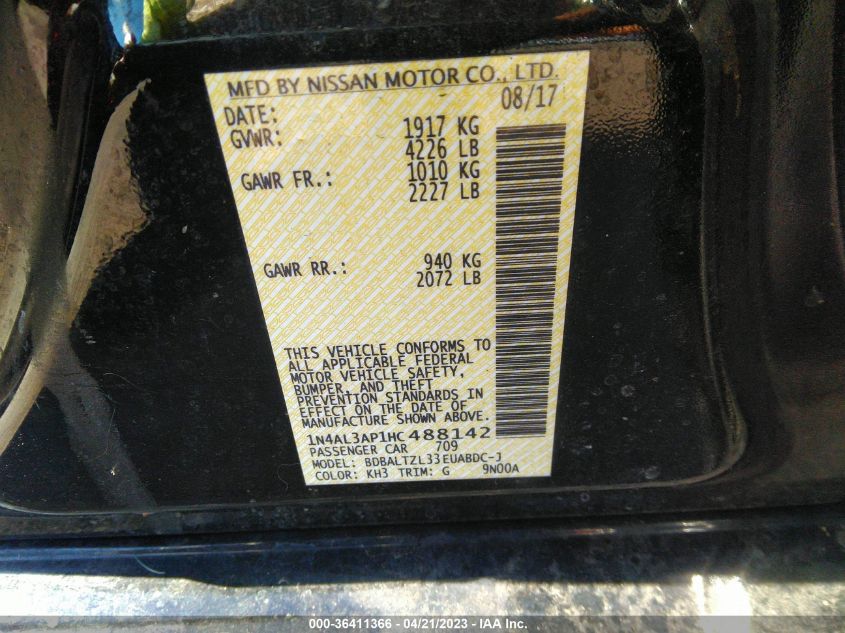 MFD BY NISSAN MOTOR CO., LTD.
DATE: 08/17
GVWR: 1917 KG
4226 LB
GAWR FR.: 1010 KG
2227 LB
GAWR RR.: 940 KG
2072 LB
THIS VEHICLE CONFORMS TO
ALL APPLICABLE FEDERAL
MOTOR VEHICLE SAFETY,
BUMPER, AND THEFT
PREVENTION STANDARDS IN
EFFECT ON THE DATE OF
MANUFACTURE SHOWN ABOVE.
1N4AL3AP1HC488142
PASSENGER CAR 709
MODEL: BDBALTZL33EUABDC-J
COLOR: KH3 TRIM: G 9N00A
000-36411366 - 04/21/2023 - IAA Inc.